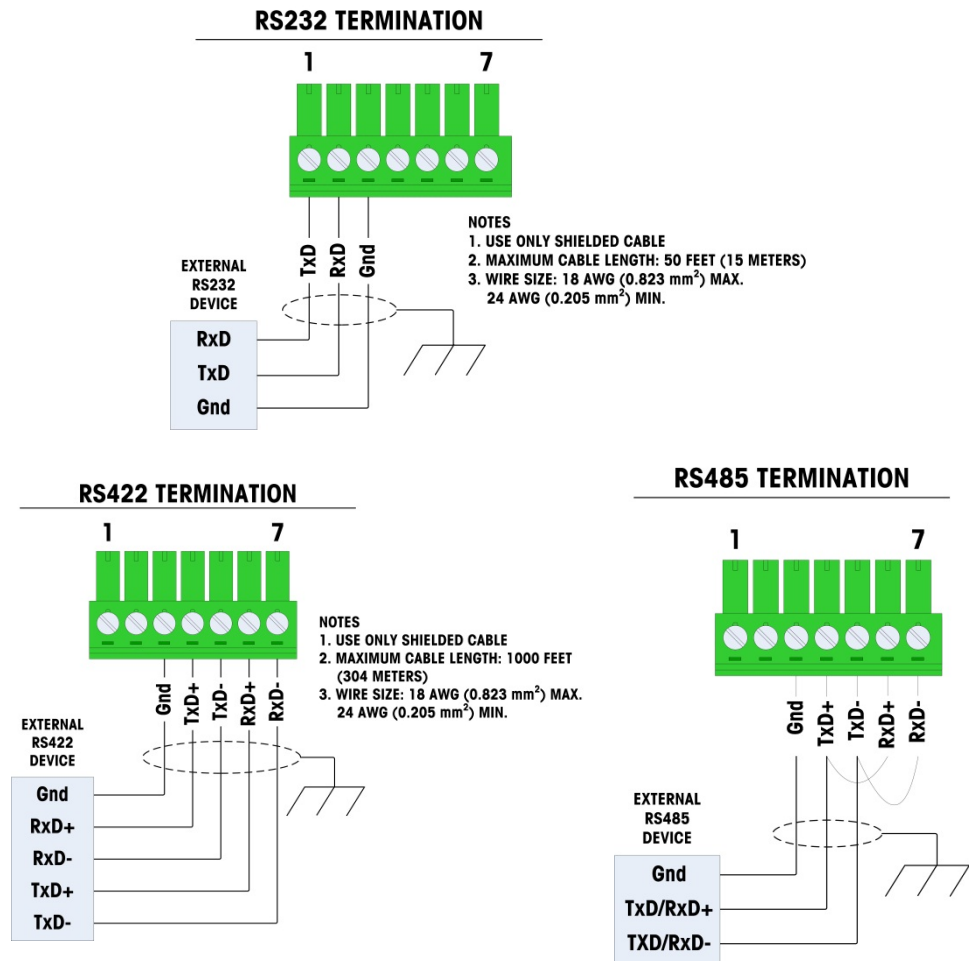 RS232 TERMINATION
1 7
TxD RxD Gnd
NOTES
1. USE ONLY SHIELDED CABLE
2. MAXIMUM CABLE LENGTH: 50 FEET (15 METERS)
3. WIRE SIZE: 18 AWG (0.823 mm²) MAX.
24 AWG (0.205 mm²) MIN.
EXTERNAL
RS232
DEVICE
RxD
TxD
Gnd
RS422 TERMINATION
1 7
Gnd TxD+ TxD- RxD+ RxD-
NOTES
1. USE ONLY SHIELDED CABLE
2. MAXIMUM CABLE LENGTH: 1000 FEET
(304 METERS)
3. WIRE SIZE: 18 AWG (0.823 mm²) MAX.
24 AWG (0.205 mm²) MIN.
EXTERNAL
RS422
DEVICE
Gnd
RxD+
RxD-
TxD+
TxD-
RS485 TERMINATION
1 7
Gnd TxD+ TxD- RxD+ RxD-
EXTERNAL
RS485
DEVICE
Gnd
TxD/RxD+
TXD/RxD-